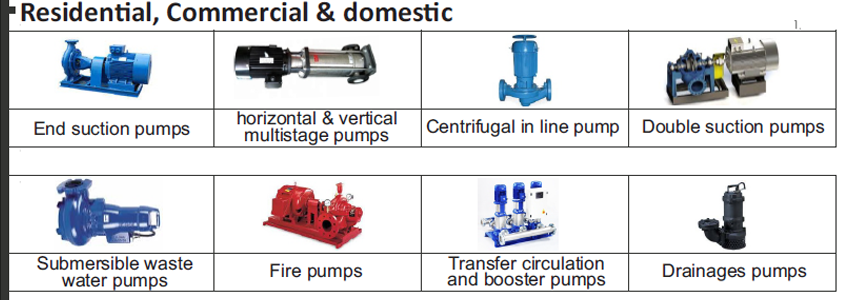 Residential, Commercial & domestic
1.
End suction pumps
horizontal & vertical
multistage pumps
Centrifugal in line pump
Double suction pumps
Submersible waste
water pumps
Fire pumps
Transfer circulation
and booster pumps
Drainages pumps